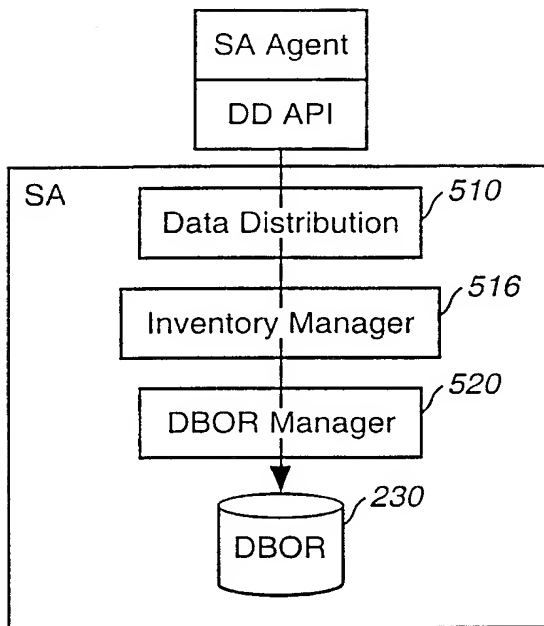 SA Agent
DD API
SA
510
Data Distribution
516
Inventory Manager
520
DBOR Manager
230
DBOR